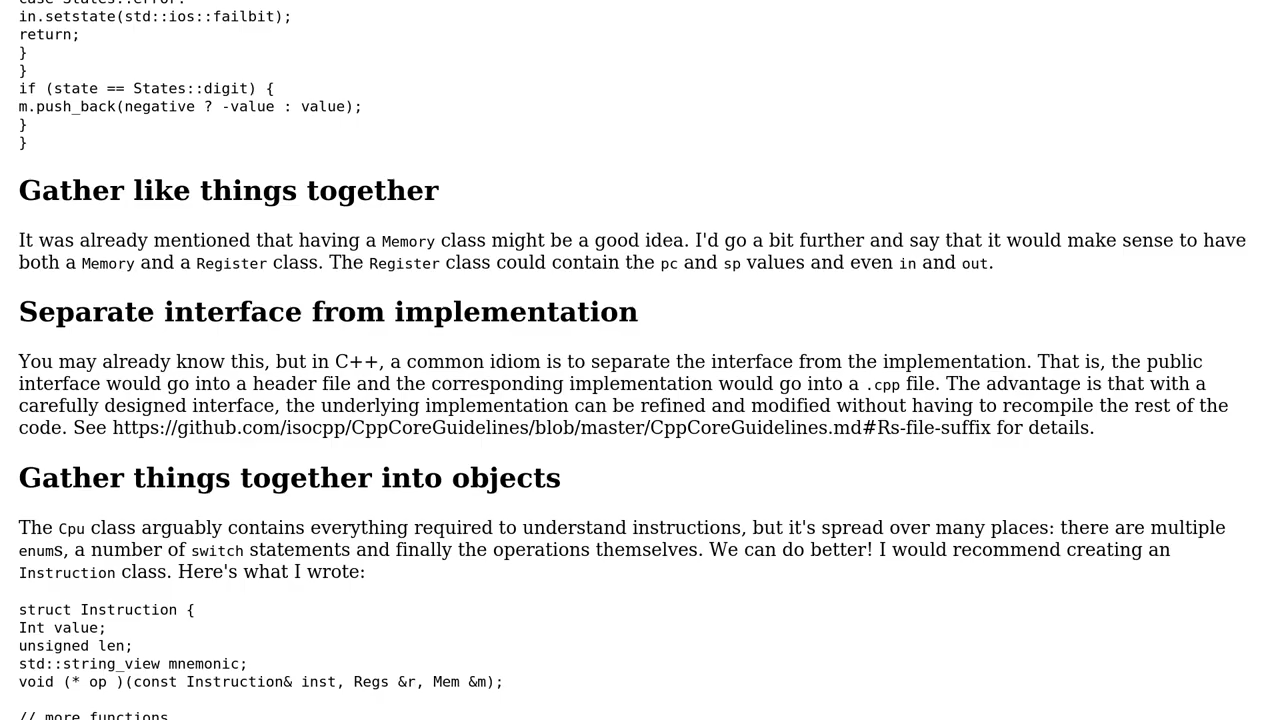 case States::error:
in.setstate(std::ios::failbit);
return;
}
}
if (state == States::digit) {
m.push_back(negative ? -value : value);
}
}
Gather like things together
It was already mentioned that having a Memory class might be a good idea. I'd go a bit further and say that it would make sense to have
both a Memory and a Register class. The Register class could contain the pc and sp values and even in and out.
Separate interface from implementation
You may already know this, but in C++, a common idiom is to separate the interface from the implementation. That is, the public
interface would go into a header file and the corresponding implementation would go into a .cpp file. The advantage is that with a
carefully designed interface, the underlying implementation can be refined and modified without having to recompile the rest of the
code. See https://github.com/isocpp/CppCoreGuidelines/blob/master/CppCoreGuidelines.md#Rs-file-suffix for details.
Gather things together into objects
The Cpu class arguably contains everything required to understand instructions, but it's spread over many places: there are multiple
enums, a number of switch statements and finally the operations themselves. We can do better! I would recommend creating an
Instruction class. Here's what I wrote:
struct Instruction {
Int value;
unsigned len;
std::string_view mnemonic;
void (* op )(const Instruction& inst, Regs &r, Mem &m);
// more functions